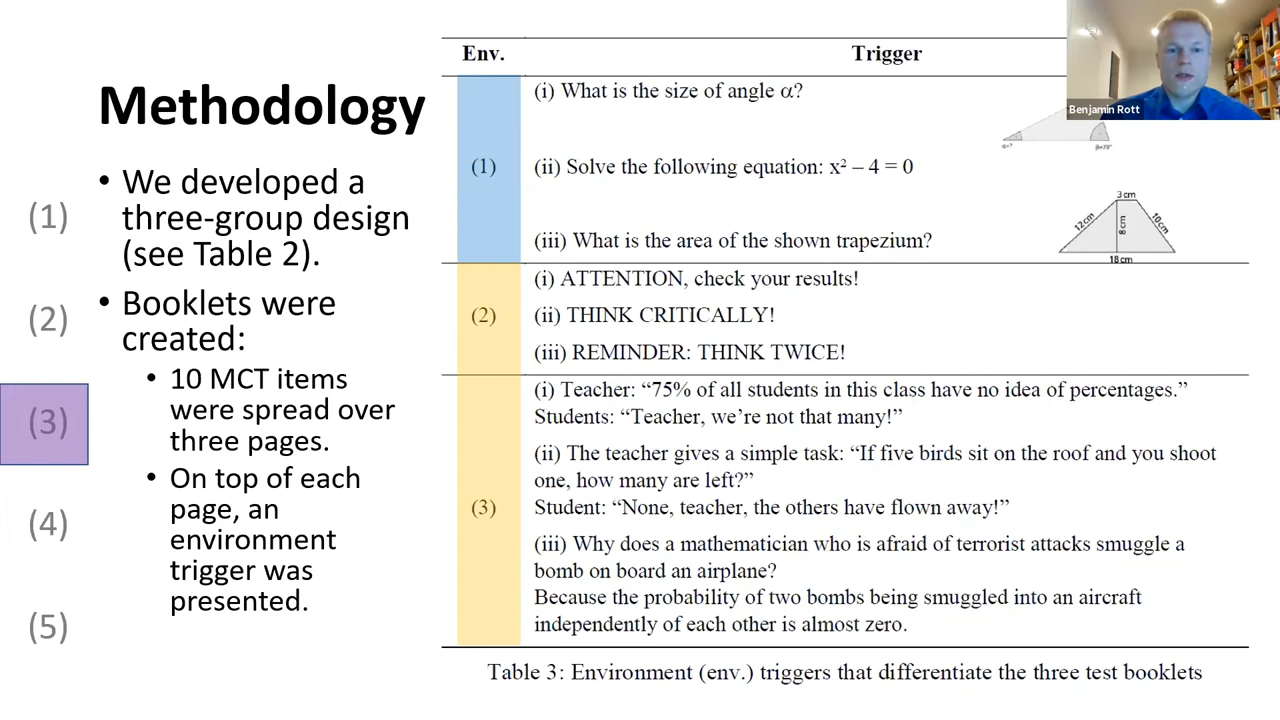 Methodology
(1)
(2)
(3)
(4)
(5)
• We developed a
three-group design
(see Table 2).
• Booklets were
created:
• 10 MCT items
were spread over
three pages.
• On top of each
page, an
environment
trigger was
presented.
Env. Trigger
(1)
(i) What is the size of angle α?
α=? β=78°
(ii) Solve the following equation: x² – 4 = 0
(iii) What is the area of the shown trapezium?
3 cm
12cm 8 cm 10cm
18 cm
(2)
(i) ATTENTION, check your results!
(ii) THINK CRITICALLY!
(iii) REMINDER: THINK TWICE!
(3)
(i) Teacher: “75% of all students in this class have no idea of percentages.”
Students: “Teacher, we’re not that many!”
(ii) The teacher gives a simple task: “If five birds sit on the roof and you shoot
one, how many are left?”
Student: “None, teacher, the others have flown away!”
(iii) Why does a mathematician who is afraid of terrorist attacks smuggle a
bomb on board an airplane?
Because the probability of two bombs being smuggled into an aircraft
independently of each other is almost zero.
Table 3: Environment (env.) triggers that differentiate the three test booklets
Benjamin Rott